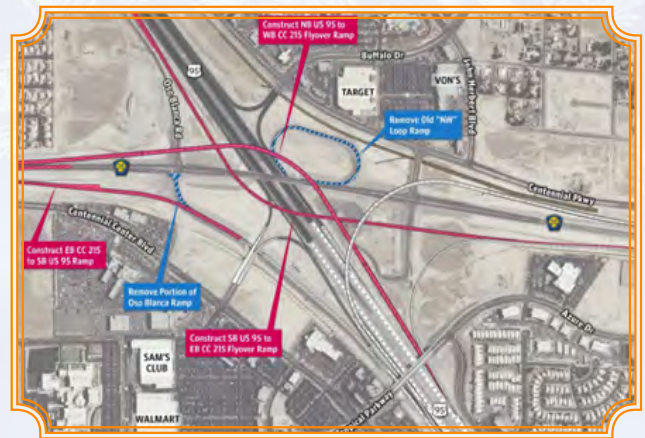 Construct NB US 95 to
WB CC 215 Flyover Ramp
95
Oso Blanca Rd
Buffalo Dr
TARGET
VON'S
John Herbert Blvd
Remove Old "NW"
Loop Ramp
Centennial Pkwy
Centennial Center Blvd
Construct EB CC 215
to SB US 95 Ramp
Remove Portion of
Oso Blanca Ramp
Construct SB US 95 to
EB CC 215 Flyover Ramp
Azure Dr
SAM'S
CLUB
WALMART
Parkway
95